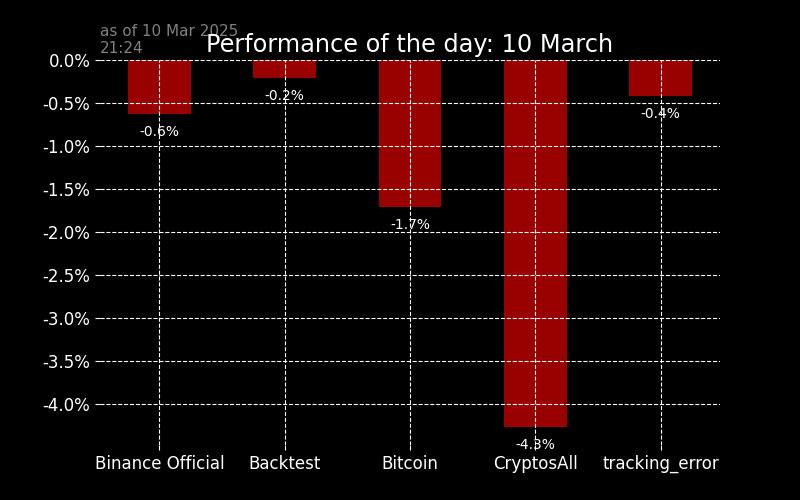 as of 10 Mar 2025
21:24
Performance of the day: 10 March
0.0%
-0.5%
-1.0%
-1.5%
-2.0%
-2.5%
-3.0%
-3.5%
-4.0%
-0.6%
-0.2%
-1.7%
-4.3%
-0.4%
Binance Official
Backtest
Bitcoin
CryptosAll
tracking_error